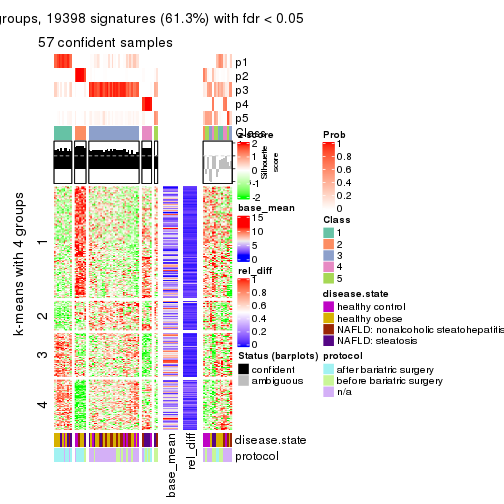 groups, 19398 signatures (61.3%) with fdr < 0.05
57 confident samples
p1
p2
p3
p4
p5
Class
Silhouette
score
k-means with 4 groups
1
2
3
4
base_mean
rel_diff
disease.state
protocol
z-score
2
1
0
-1
-2
base_mean
15
10
5
0
rel_diff
1
0.8
0.6
0.4
0.2
0
Status (barplots)
confident
ambiguous
Prob
1
0.8
0.6
0.4
0.2
0
Class
1
2
3
4
5
disease.state
healthy control
healthy obese
NAFLD: nonalcholic steatohepatitis
NAFLD: steatosis
protocol
after bariatric surgery
before bariatric surgery
n/a